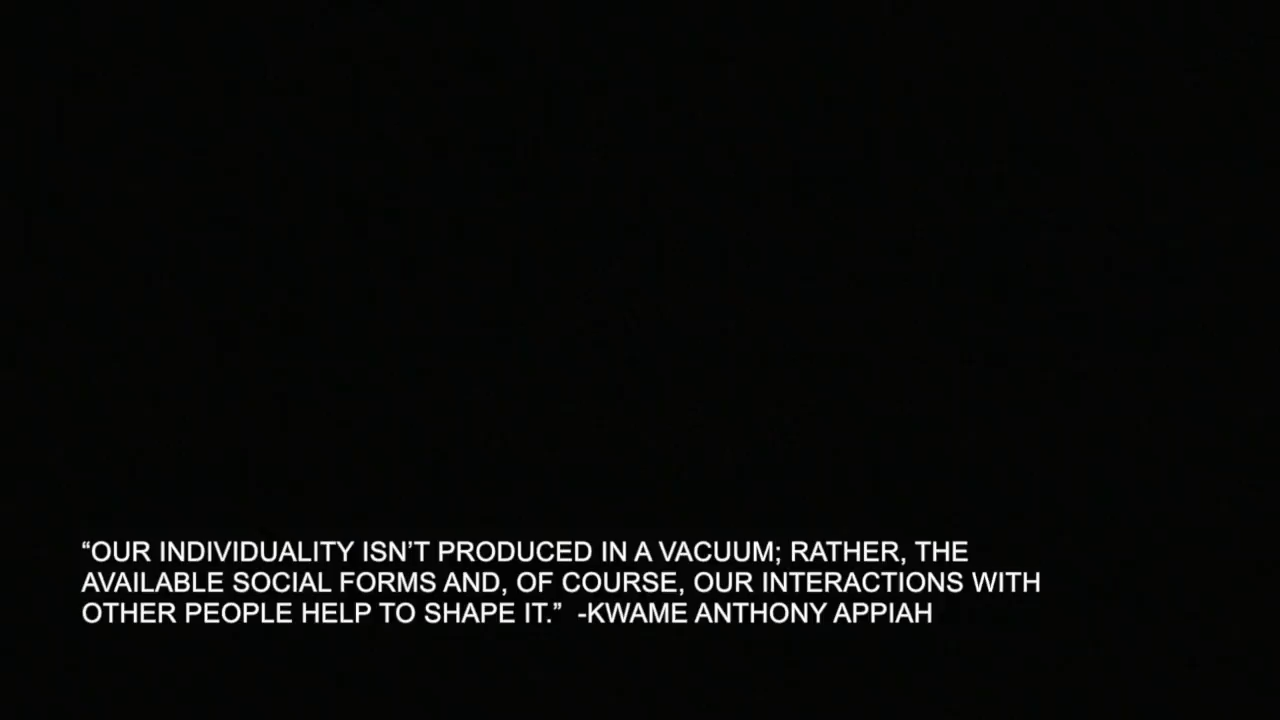 “OUR INDIVIDUALITY ISN’T PRODUCED IN A VACUUM; RATHER, THE
AVAILABLE SOCIAL FORMS AND, OF COURSE, OUR INTERACTIONS WITH
OTHER PEOPLE HELP TO SHAPE IT.”  -KWAME ANTHONY APPIAH